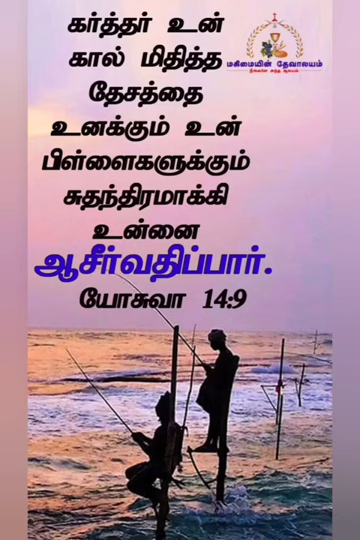 கர்த்தர் உன்
கால் மிதித்த
தேசத்தை
உனக்கும் உன்
பிள்ளைகளுக்கும்
சுதந்திரமாக்கி
உன்னை
ஆசீர்வதிப்பார்.
யோசுவா 14:9
மகிமையின் தேவாலயம்